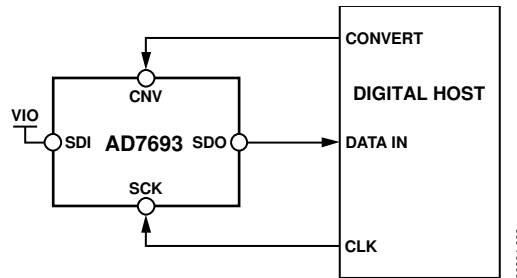 CONVERT
CNV
DIGITAL HOST
VIO
SDI AD7693 SDO
DATA IN
SCK
CLK